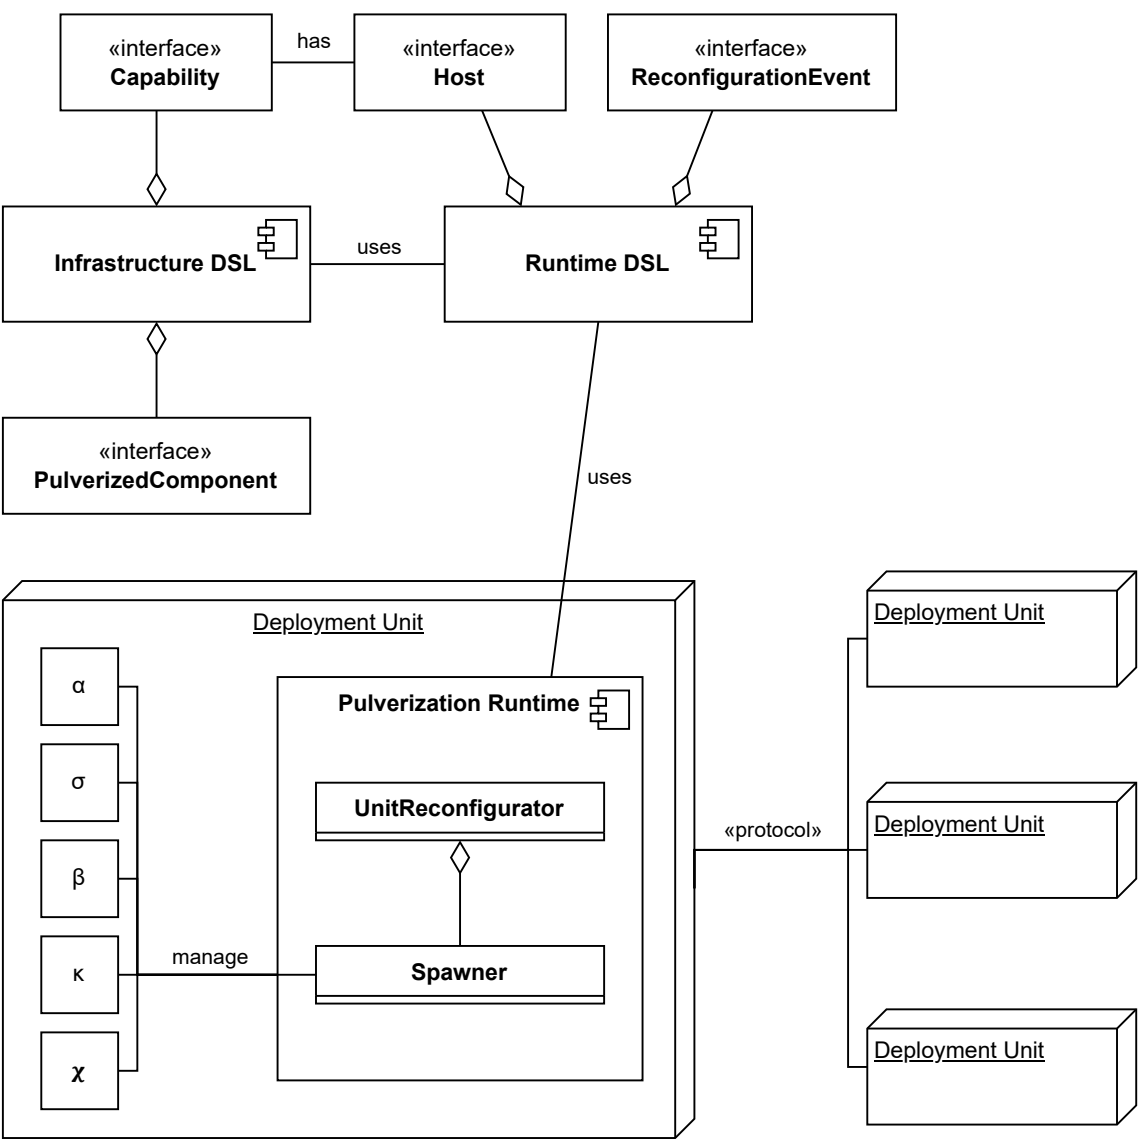 «interface»
Capability
has
«interface»
Host
«interface»
ReconfigurationEvent
Infrastructure DSL
uses
Runtime DSL
«interface»
PulverizedComponent
uses
Deployment Unit
α
σ
β
κ
χ
manage
Pulverization Runtime
UnitReconfigurator
Spawner
«protocol»
Deployment Unit
Deployment Unit
Deployment Unit